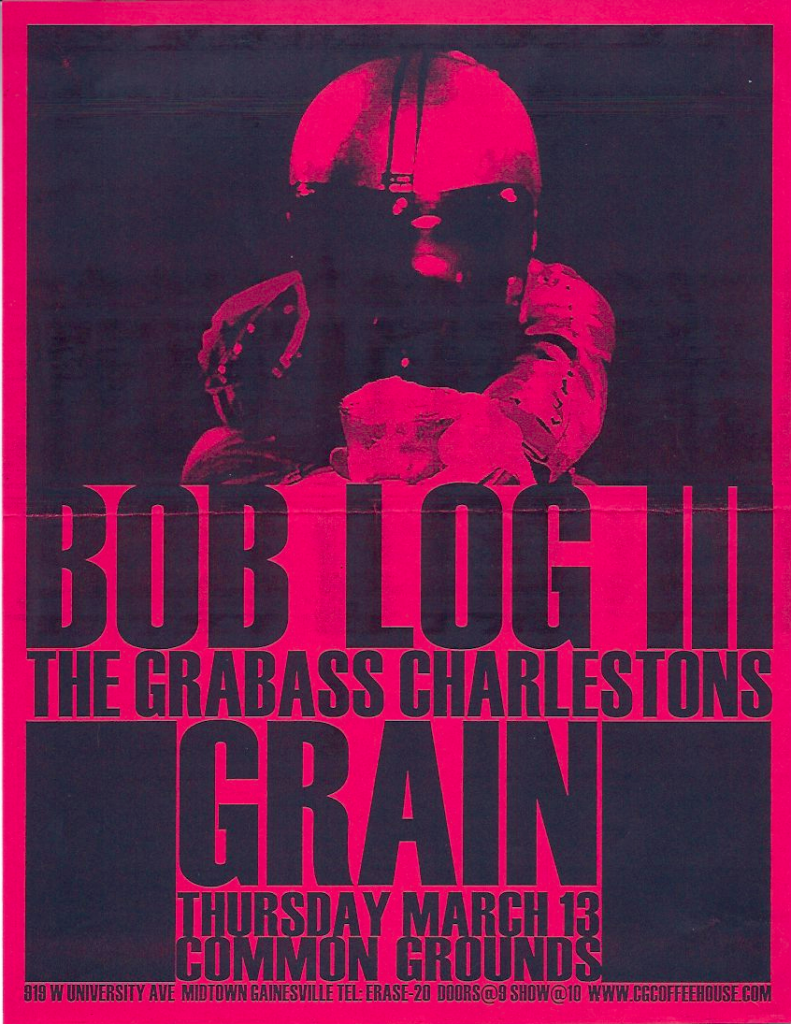 BOB LOG III
THE GRABASS CHARLESTONS
GRAIN
THURSDAY MARCH 13
COMMON GROUNDS
919 W UNIVERSITY AVE MIDTOWN GAINESVILLE TEL: ERASE-20 DOORS@9 SHOW@10 WWW.CGCOFFEEHOUSE.COM